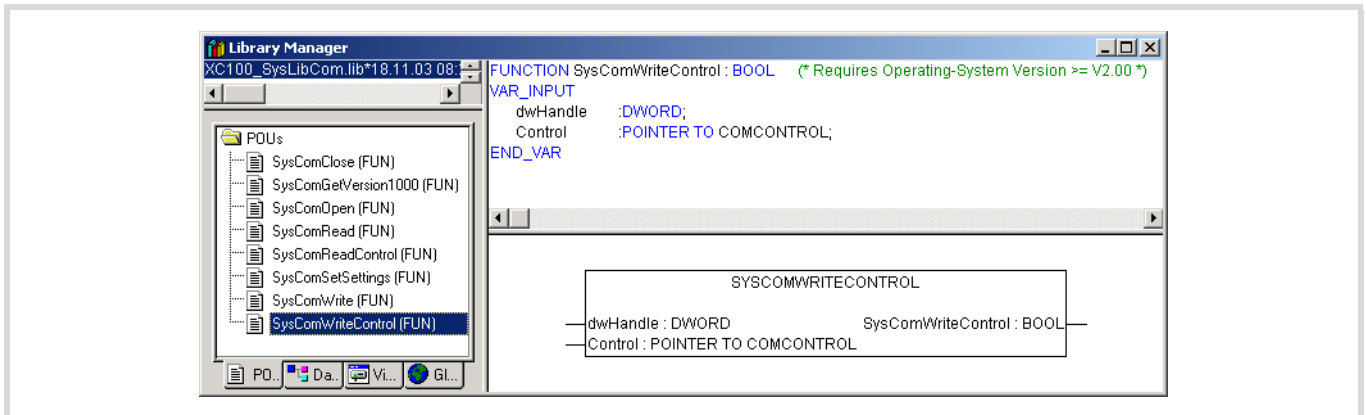 Library Manager
XC100_SysLibCom.lib*18.11.03 08:
POUs
SysComClose (FUN)
SysComGetVersion1000 (FUN)
SysComOpen (FUN)
SysComRead (FUN)
SysComReadControl (FUN)
SysComSetSettings (FUN)
SysComWrite (FUN)
SysComWriteControl (FUN)
PO.. Da.. Vi... Gl...
FUNCTION SysComWriteControl : BOOL (* Requires Operating-System Version >= V2.00 *)
VAR_INPUT
dwHandle :DWORD;
Control :POINTER TO COMCONTROL;
END_VAR
SYSCOMWRITECONTROL
dwHandle : DWORD SysComWriteControl : BOOL
Control : POINTER TO COMCONTROL